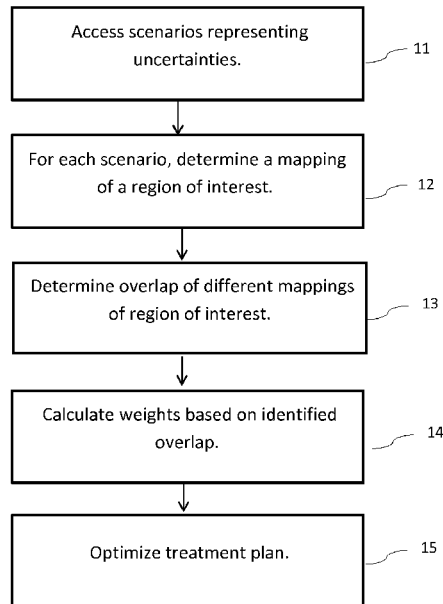 Access scenarios representing
uncertainties.
11
For each scenario, determine a mapping
of a region of interest.
12
Determine overlap of different mappings
of region of interest.
13
Calculate weights based on identified
overlap.
14
Optimize treatment plan.
15